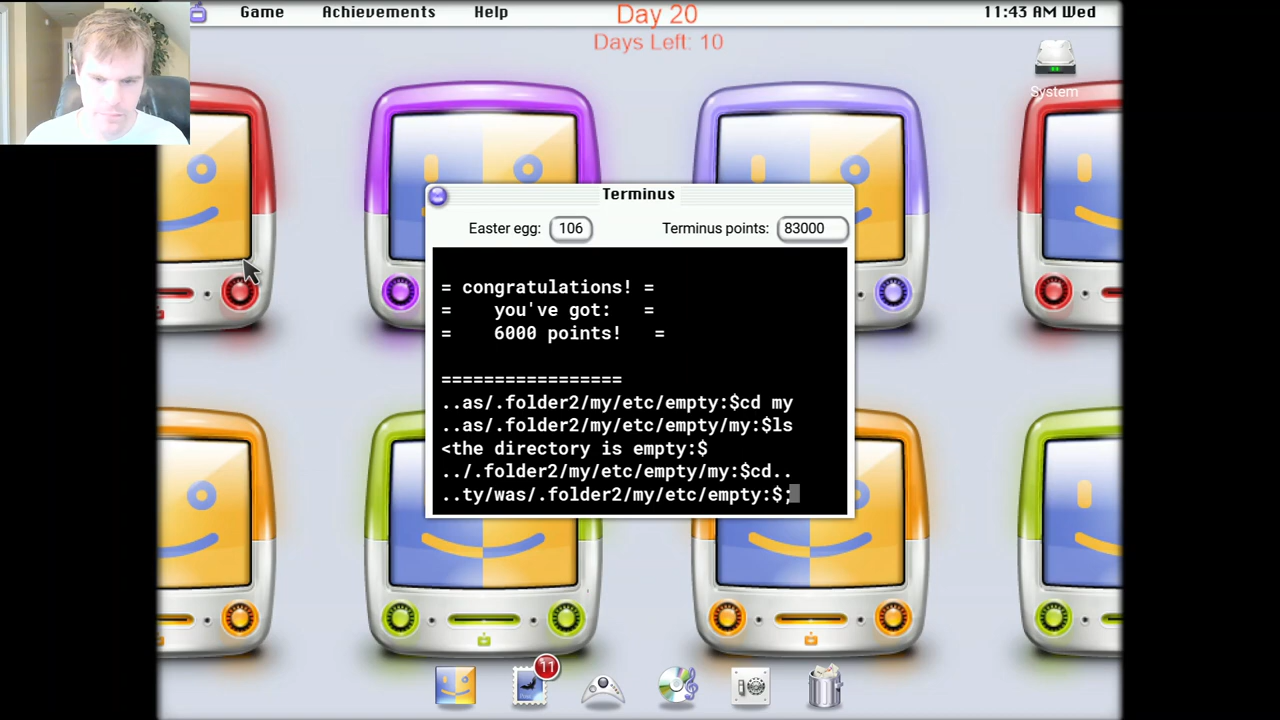 Game Achievements Help Day 20 11:43 AM Wed
Days Left: 10
System
Terminus
Easter egg: 106 Terminus points: 83000
= congratulations! =
= you've got: =
= 6000 points! =
=================
..as/.folder2/my/etc/empty:$cd my
..as/.folder2/my/etc/empty/my:$ls
<the directory is empty:$
../.folder2/my/etc/empty/my:$cd..
..ty/was/.folder2/my/etc/empty:$;
11